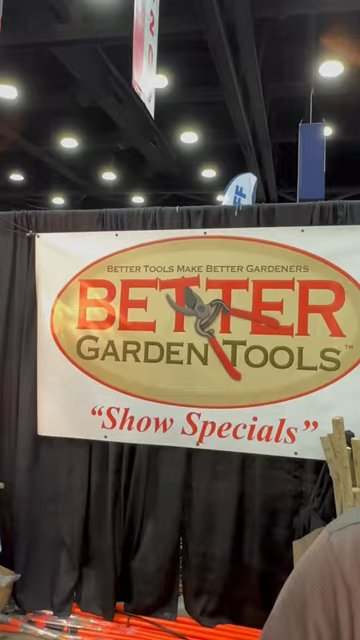 BETTER TOOLS MAKE BETTER GARDENERS
BETTER
GARDEN TOOLS™
“Show Specials”